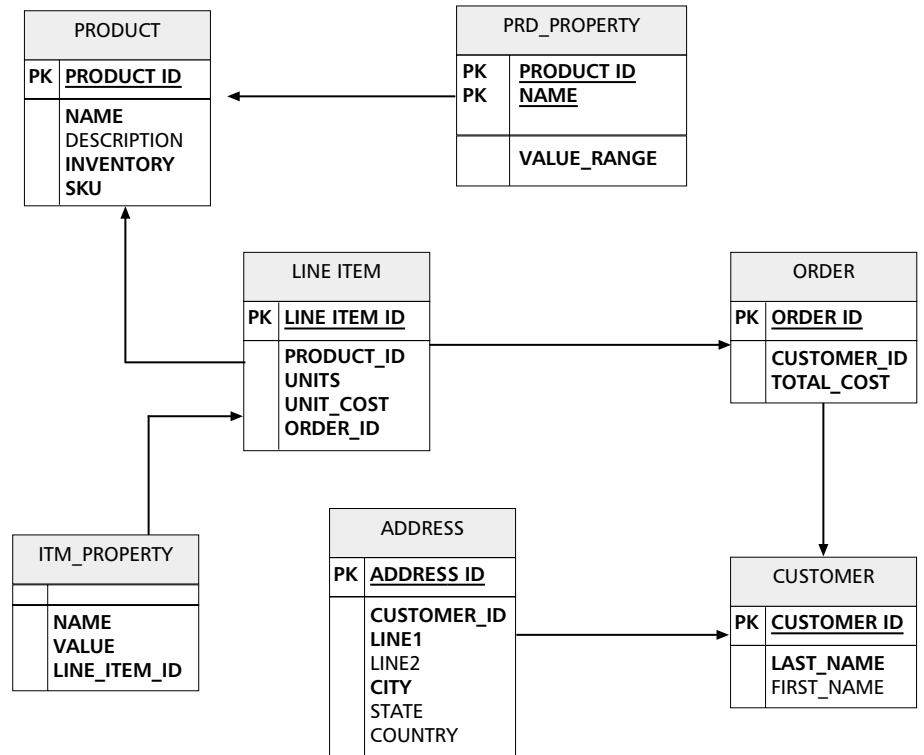 PRODUCT
PK PRODUCT ID
NAME
DESCRIPTION
INVENTORY
SKU
PRD_PROPERTY
PK PRODUCT ID
PK NAME
VALUE_RANGE
LINE ITEM
PK LINE ITEM ID
PRODUCT_ID
UNITS
UNIT_COST
ORDER_ID
ORDER
PK ORDER ID
CUSTOMER_ID
TOTAL_COST
ITM_PROPERTY
NAME
VALUE
LINE_ITEM_ID
ADDRESS
PK ADDRESS ID
CUSTOMER_ID
LINE1
LINE2
CITY
STATE
COUNTRY
CUSTOMER
PK CUSTOMER ID
LAST_NAME
FIRST_NAME